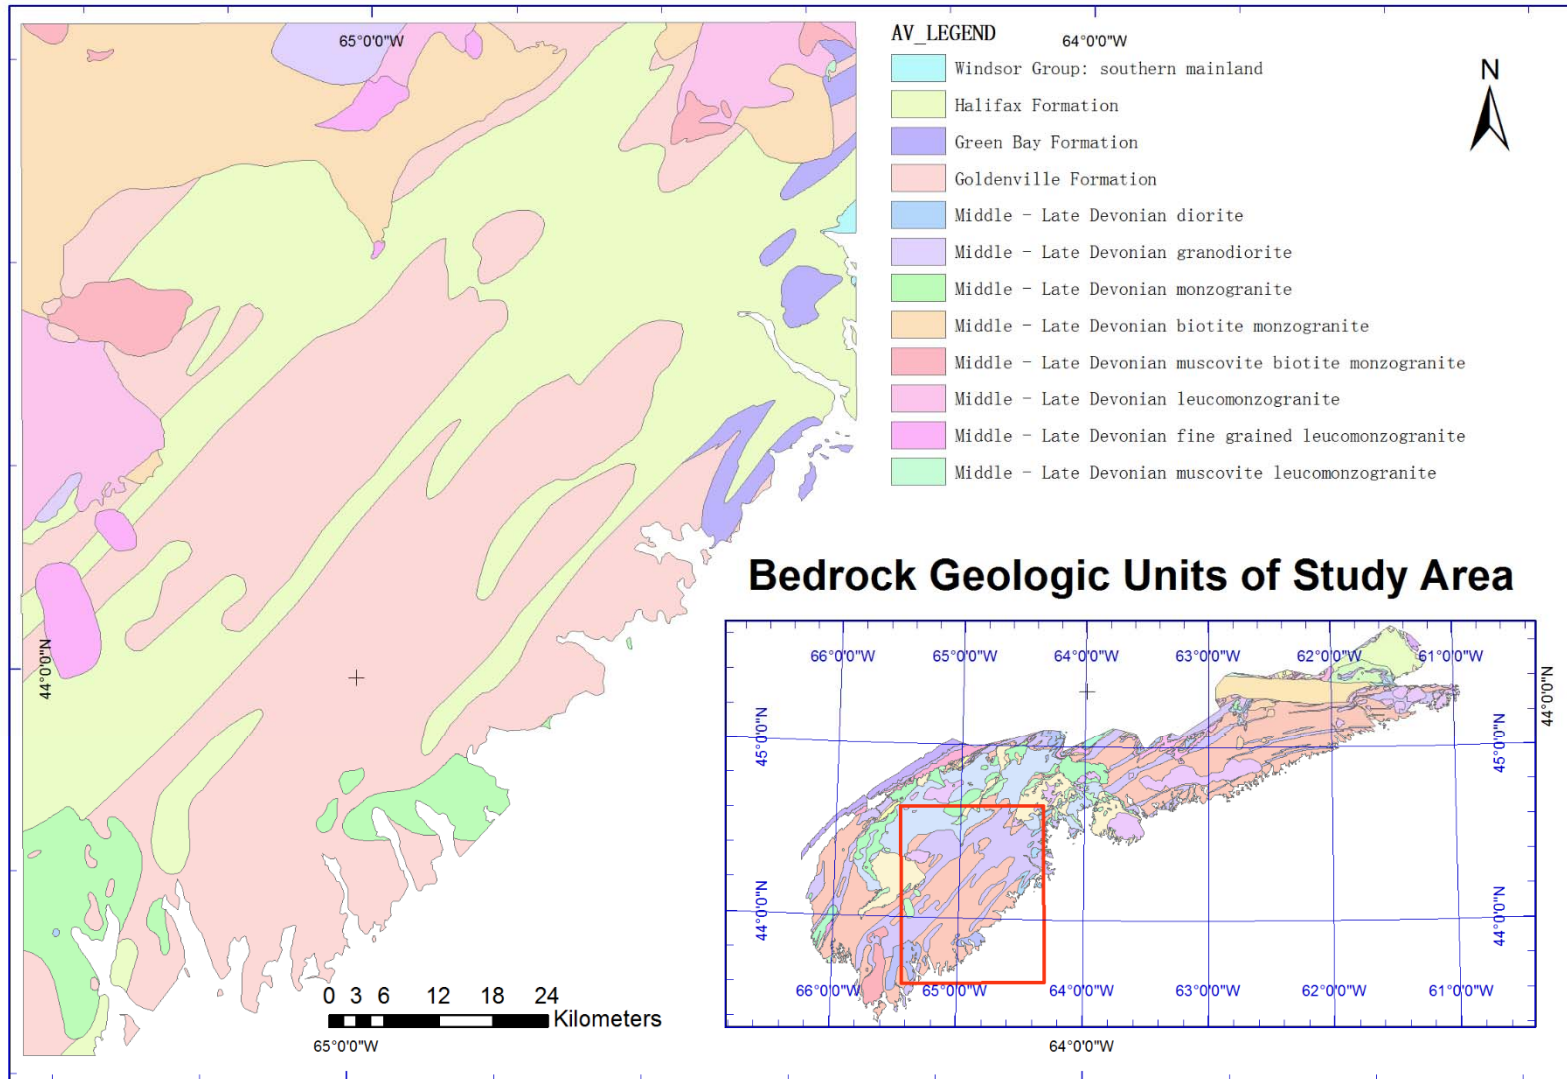 65°0'0"W
AV_LEGEND
64°0'0"W
N
Windsor Group: southern mainland
Halifax Formation
Green Bay Formation
Goldenville Formation
Middle - Late Devonian diorite
Middle - Late Devonian granodiorite
Middle - Late Devonian monzogranite
Middle - Late Devonian biotite monzogranite
Middle - Late Devonian muscovite biotite monzogranite
Middle - Late Devonian leucomonzogranite
Middle - Late Devonian fine grained leucomonzogranite
Middle - Late Devonian muscovite leucomonzogranite
Bedrock Geologic Units of Study Area
44°0'0"N
66°0'0"W 65°0'0"W 64°0'0"W 63°0'0"W 62°0'0"W 61°0'0"W
44°0'0"N
45°0'0"N
45°0'0"N
44°0'0"N
44°0'0"N
66°0'0"W 65°0'0"W 64°0'0"W 63°0'0"W 62°0'0"W 61°0'0"W
0 3 6 12 18 24
Kilometers
65°0'0"W
64°0'0"W